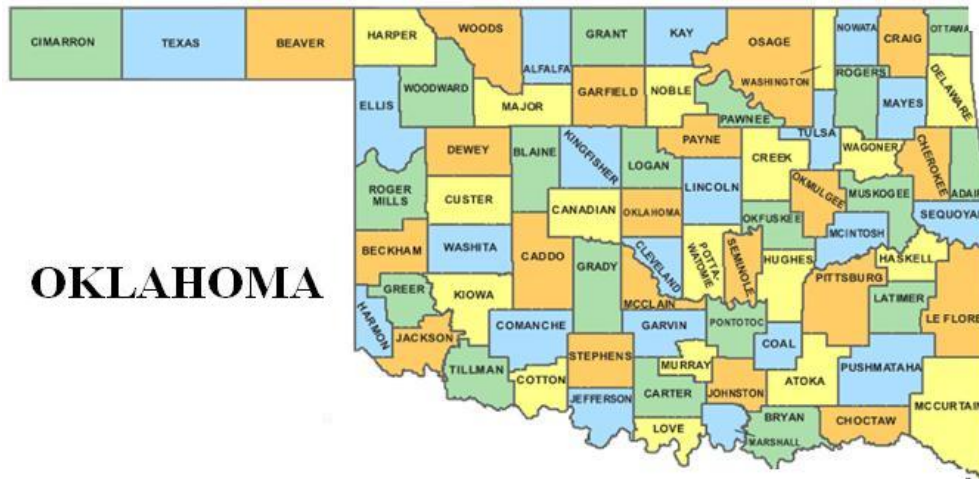 CIMARRON
TEXAS
BEAVER
HARPER
WOODS
ALFALFA
GRANT
KAY
OSAGE
WASHINGTON
NOWATA
CRAIG
OTTAWA
ELLIS
WOODWARD
MAJOR
GARFIELD
NOBLE
PAWNEE
ROGERS
MAYES
DELAWARE
DEWEY
BLAINE
KINGFISHER
LOGAN
PAYNE
CREEK
TULSA
WAGONER
CHEROKEE
ADAIR
ROGER
MILLS
CUSTER
CANADIAN
OKLAHOMA
LINCOLN
OKFUSKEE
OKMULGEE
MUSKOGEE
SEQUOYAH
BECKHAM
WASHITA
CADDO
GRADY
CLEVELAND
POTTA-
WATOMIE
SEMINOLE
HUGHES
MCINTOSH
HASKELL
OKLAHOMA
HARMON
GREER
KIOWA
COMANCHE
MCCLAIN
GARVIN
PONTOTOC
COAL
PITTSBURG
LATIMER
LE FLORE
JACKSON
TILLMAN
COTTON
STEPHENS
JEFFERSON
MURRAY
CARTER
LOVE
JOHNSTON
MARSHALL
ATOKA
BRYAN
PUSHMATAHA
CHOCTAW
MCCURTAIN